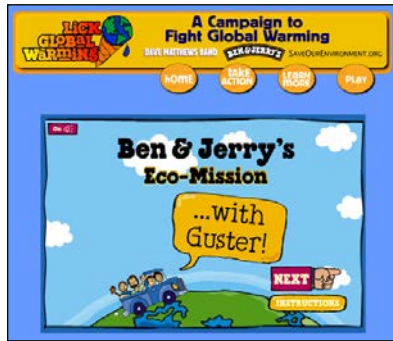 LICK
GLOBAL
WARMING
A Campaign to
Fight Global Warming
DAVE MATTHEWS BAND BEN & JERRY'S SAVEOURENVIRONMENT.ORG
HOME TAKE
ACTION LEARN
MORE PLAY
On
Ben & Jerry's
Eco-Mission
...with
Guster!
NEXT
INSTRUCTIONS